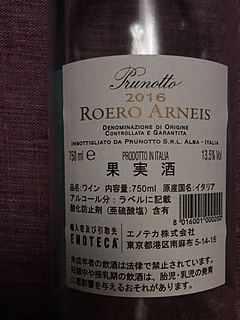 Prunotto
2016
ROERO ARNEIS
DENOMINAZIONE DI ORIGINE
CONTROLLATA E GARANTITA
IMBOTTIGLIATO DA PRUNOTTO S.R.L. ALBA - ITALIA
750 ml e PRODOTTO IN ITALIA 13,5% Vol
果実酒
品名:ワイン 内容量:750ml 原産国名:イタリア
アルコール分:ラベルに記載
酸化防止剤(亜硫酸塩)含有
8 016001 000200
輸入者及び引取先
ENOTECA® エノテカ株式会社
東京都港区南麻布5-14-15
未成年者の飲酒は法律で禁止されています。
妊娠中や授乳期の飲酒は、胎児・乳児の発育
に悪影響を与えるおそれがあります。